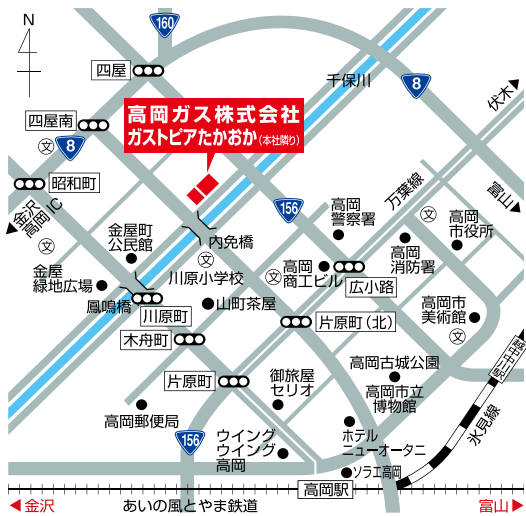 N
160
四屋
千保川
8
伏木
高岡ガス株式会社
ガストピアたかおか(本社隣り)
四屋南
文
8
昭和町
金沢
高岡IC
富山
万葉線
156
高岡
警察署
文
高岡
市役所
金屋町
公民館
内免橋
文
文
川原小学校
高岡
消防署
金屋
緑地広場
高岡
商工ビル
文
広小路
鳳鳴橋
川原町
山町茶屋
片原町(北)
高岡市
美術館
文
木舟町
片原町
御旅屋
セリオ
高岡古城公園
高岡市立
博物館
越中中川駅
氷見線
高岡郵便局
156
ウイング
ウイング
高岡
ホテル
ニューオータニ
ソラエ高岡
高岡駅
金沢
あいの風とやま鉄道
富山